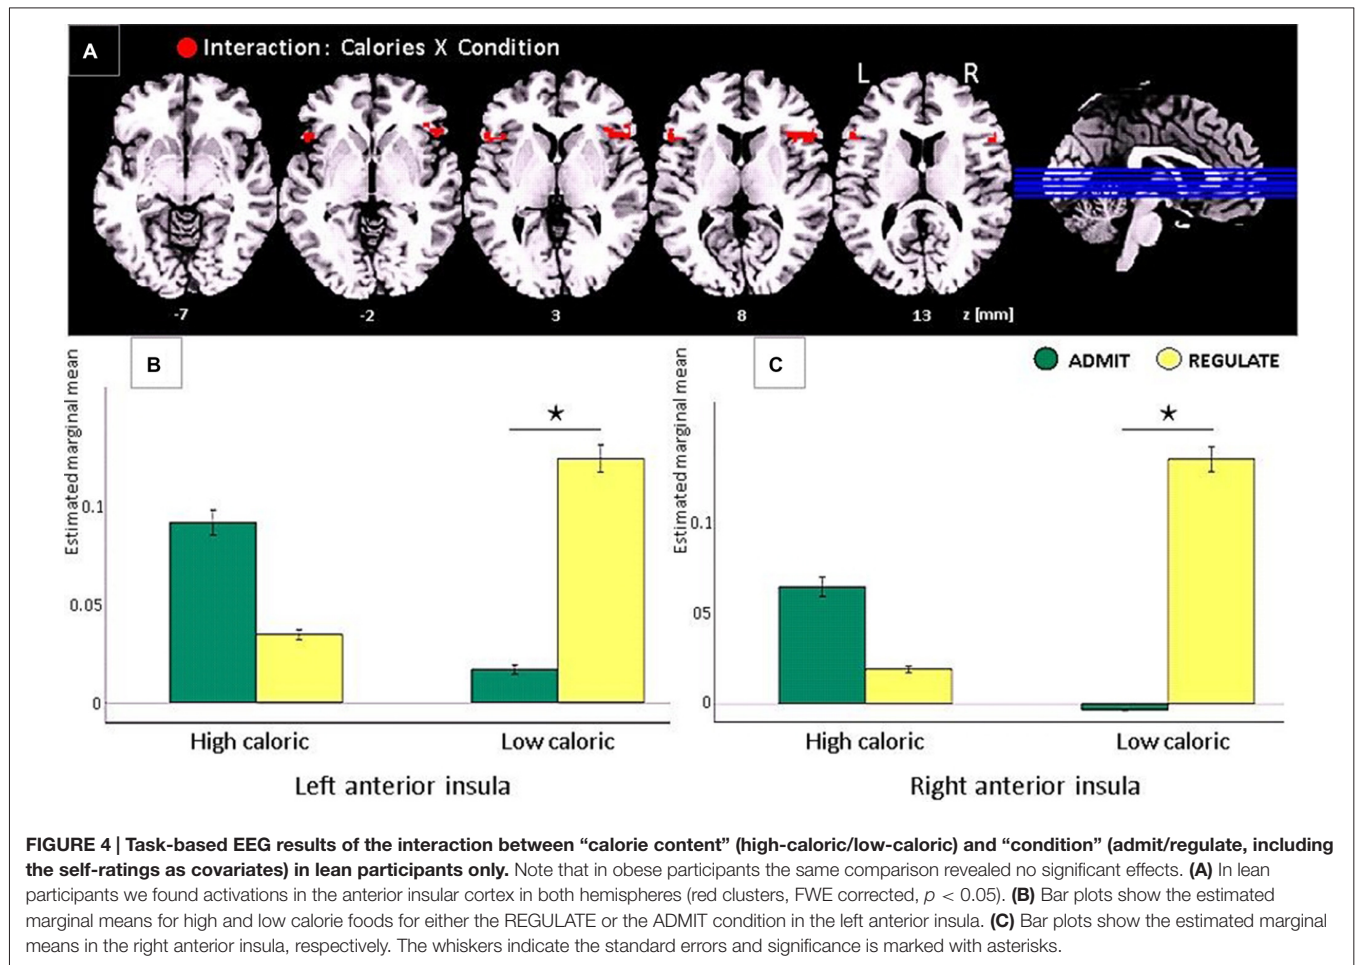 A
Interaction: Calories X Condition
L R
-7 -2 3 8 13 z [mm]
B
C
ADMIT REGULATE
Estimated marginal mean
0.1
0.05
0
★
High caloric Low caloric
Left anterior insula
Estimated marginal mean
0.1
05
0
★
High caloric Low caloric
Right anterior insula
FIGURE 4 | Task-based EEG results of the interaction between “calorie content” (high-caloric/low-caloric) and “condition” (admit/regulate, including
the self-ratings as covariates) in lean participants only. Note that in obese participants the same comparison revealed no significant effects. (A) In lean
participants we found activations in the anterior insular cortex in both hemispheres (red clusters, FWE corrected, p < 0.05). (B) Bar plots show the estimated
marginal means for high and low calorie foods for either the REGULATE or the ADMIT condition in the left anterior insula. (C) Bar plots show the estimated marginal
means in the right anterior insula, respectively. The whiskers indicate the standard errors and significance is marked with asterisks.